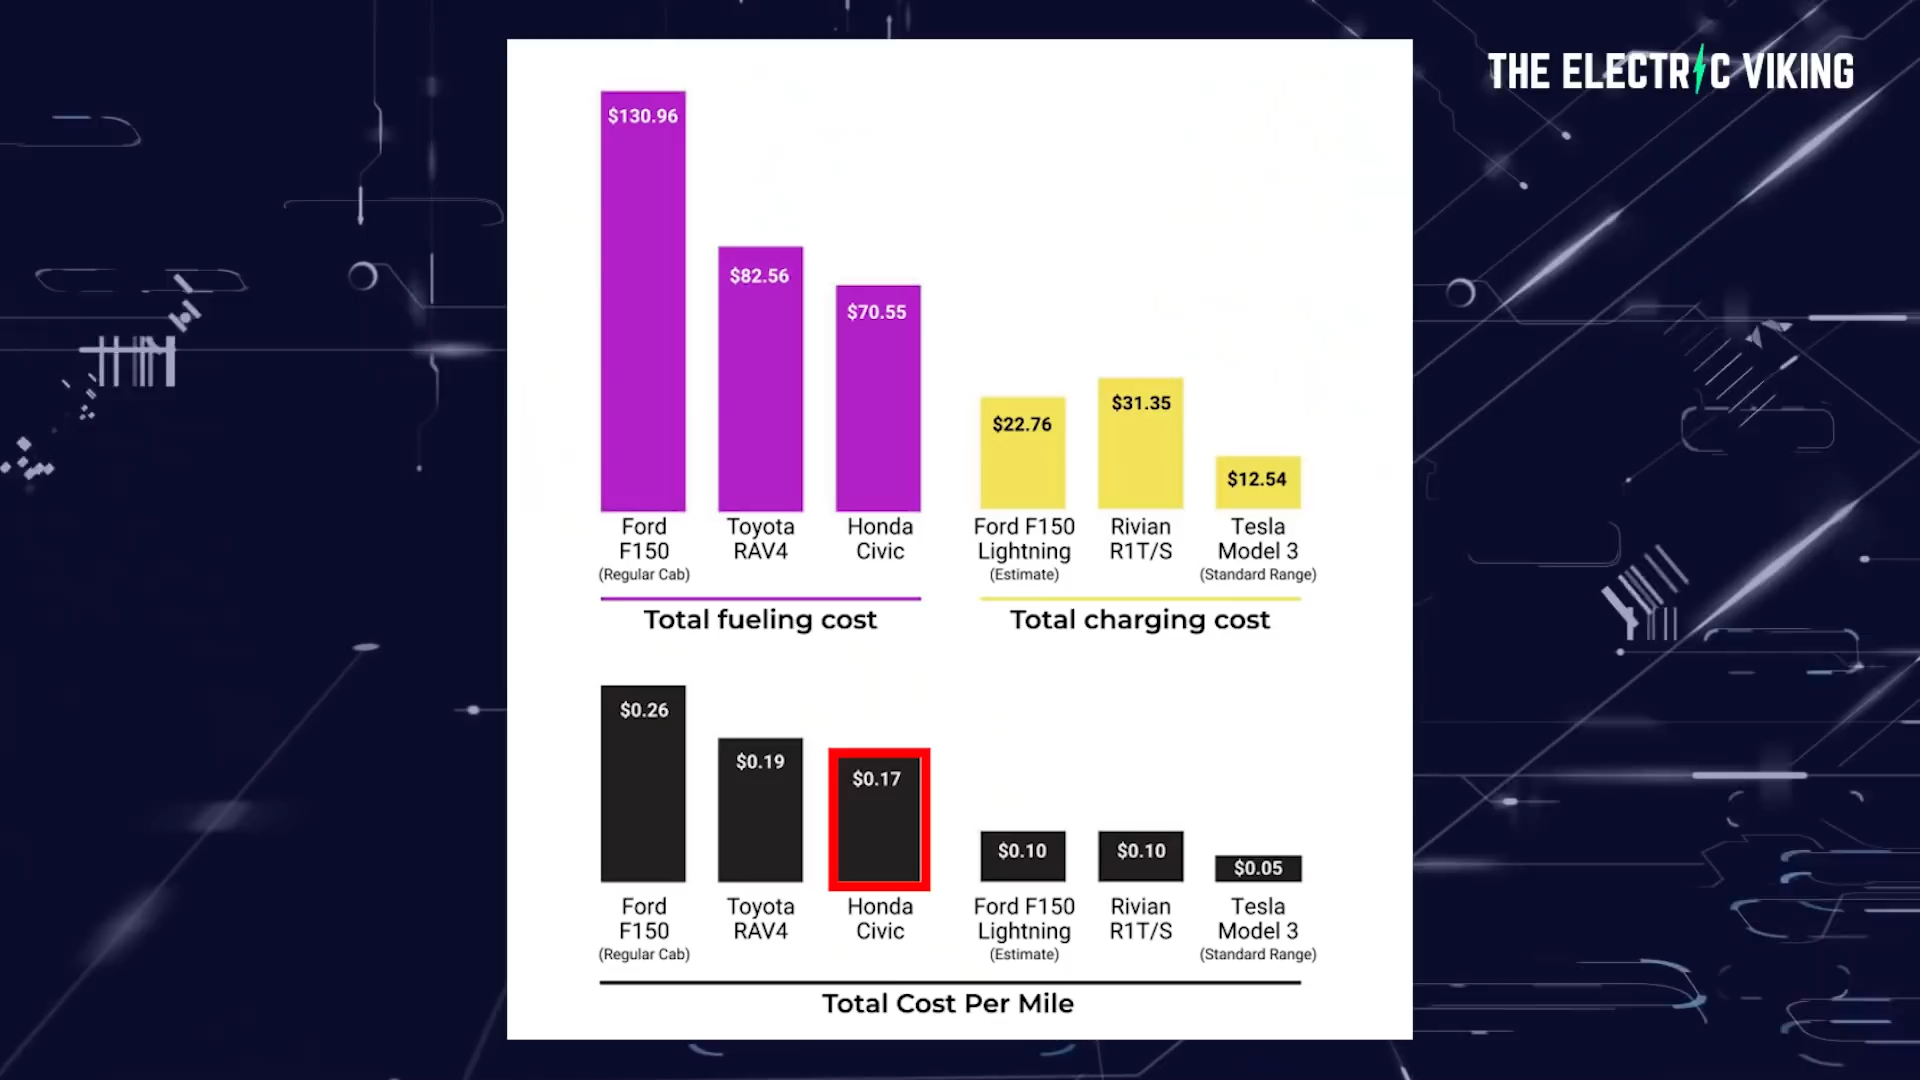 THE ELECTRIC VIKING
$130.96
$82.56
$70.55
$22.76
$31.35
$12.54
Ford
F150
(Regular Cab)
Toyota
RAV4
Honda
Civic
Ford F150
Lightning
(Estimate)
Rivian
R1T/S
Tesla
Model 3
(Standard Range)
Total fueling cost
Total charging cost
$0.26
$0.19
$0.17
$0.10
$0.10
$0.05
Ford
F150
(Regular Cab)
Toyota
RAV4
Honda
Civic
Ford F150
Lightning
(Estimate)
Rivian
R1T/S
Tesla
Model 3
(Standard Range)
Total Cost Per Mile